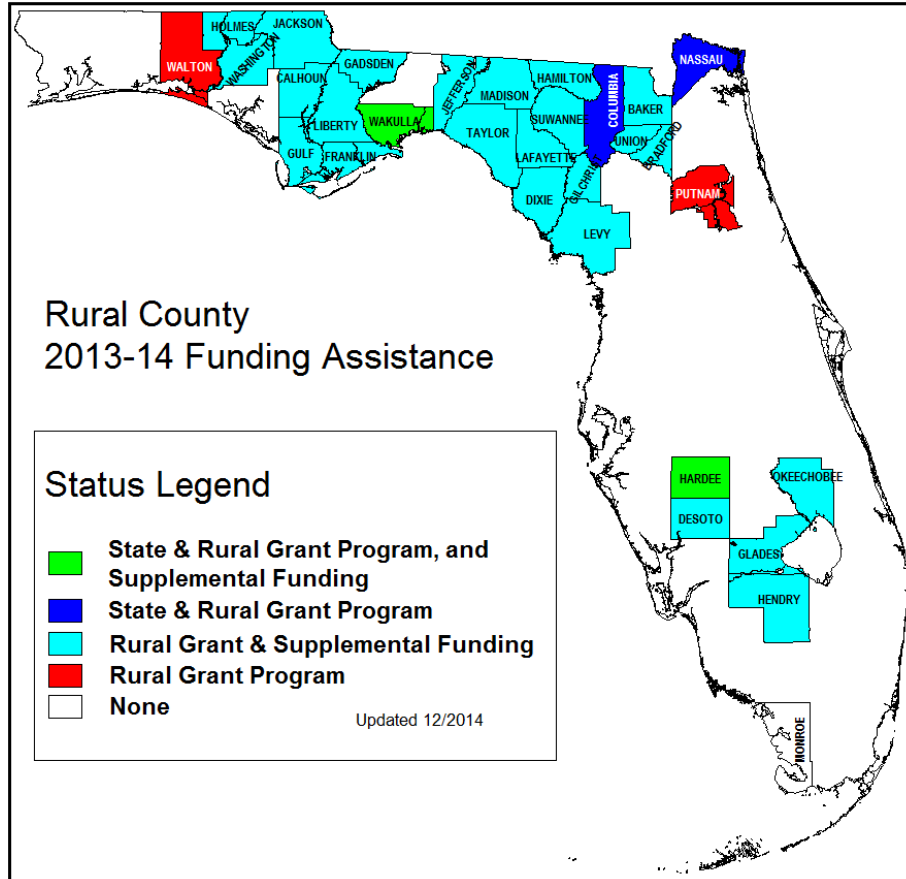 HOLMES
JACKSON
WALTON
WASHINGTON
CALHOUN
GADSDEN
LIBERTY
WAKULLA
GULF
FRANKLIN
JEFFERSON
MADISON
HAMILTON
TAYLOR
SUWANNE
LAFAYETTE
COLUMBIA
BAKER
UNION
BRADFORD
NASSAU
GILCHRIST
DIXIE
LEVY
PUTNAM
Rural County
2013-14 Funding Assistance
HARDEE
OKEECHOBEE
DESOTO
GLADES
HENDRY
MONROE
Status Legend
State & Rural Grant Program, and
Supplemental Funding
State & Rural Grant Program
Rural Grant & Supplemental Funding
Rural Grant Program
None
Updated 12/2014